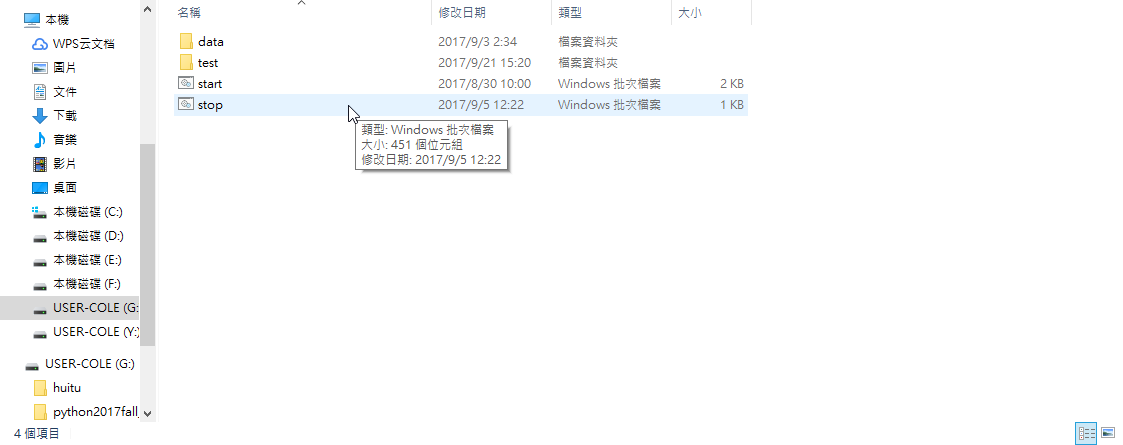 本機
WPS云文档
圖片
文件
下載
音樂
影片
桌面
本機磁碟 (C:)
本機磁碟 (D:)
本機磁碟 (E:)
本機磁碟 (F:)
USER-COLE (G:
USER-COLE (Y:)
USER-COLE (G:)
huitu
python2017fall_
名稱 修改日期 類型 大小
data 2017/9/3 2:34 檔案資料夾
test 2017/9/21 15:20 檔案資料夾
start 2017/8/30 10:00 Windows 批次檔案 2 KB
stop 2017/9/5 12:22 Windows 批次檔案 1 KB
類型: Windows 批次檔案
大小: 451 個位元組
修改日期: 2017/9/5 12:22
4 個項目